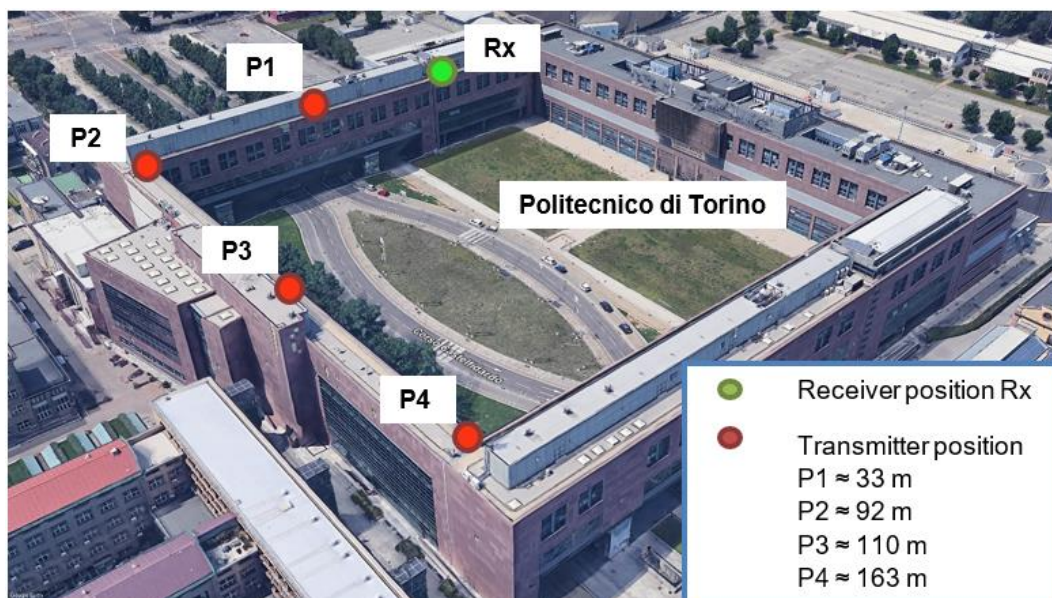 Rx
P1
P2
Politecnico di Torino
P3
P4
Receiver position Rx
Transmitter position
P1 ≈ 33 m
P2 ≈ 92 m
P3 ≈ 110 m
P4 ≈ 163 m